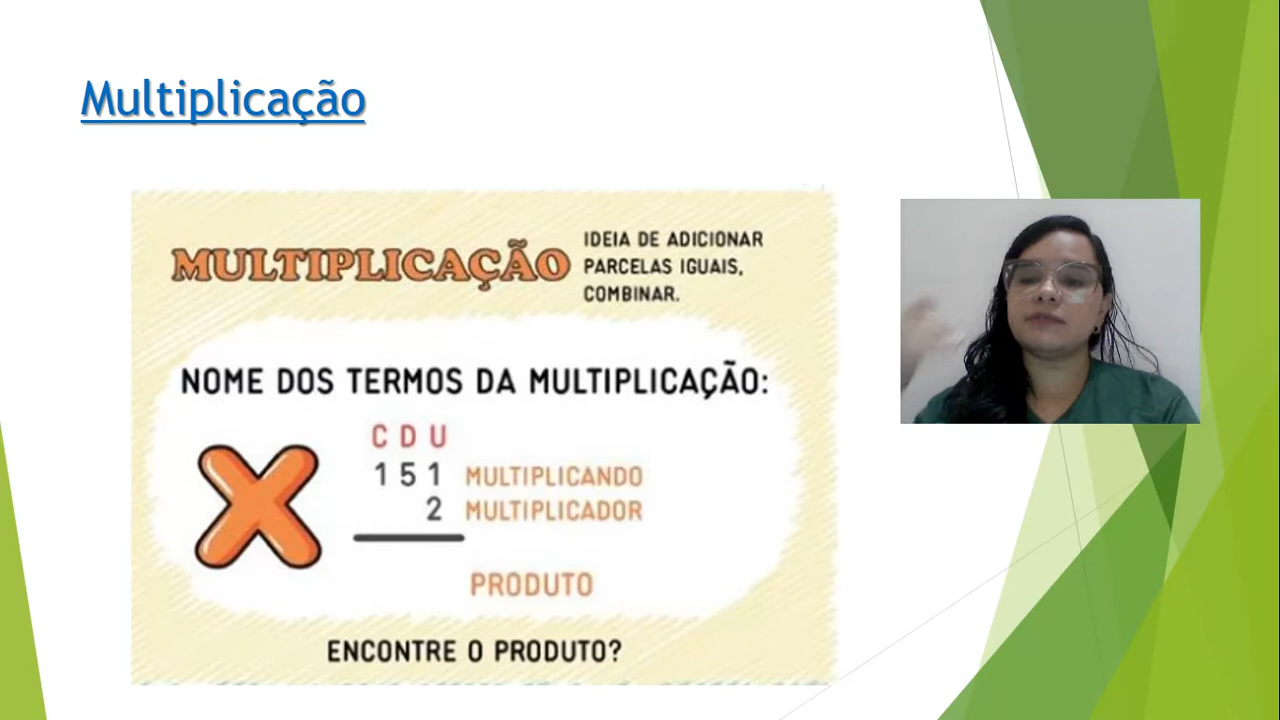 Multiplicação
MULTIPLICAÇÃO
IDEIA DE ADICIONAR
PARCELAS IGUAIS,
COMBINAR.
NOME DOS TERMOS DA MULTIPLICAÇÃO:
C D U
151 MULTIPLICANDO
2 MULTIPLICADOR
PRODUTO
ENCONTRE O PRODUTO?